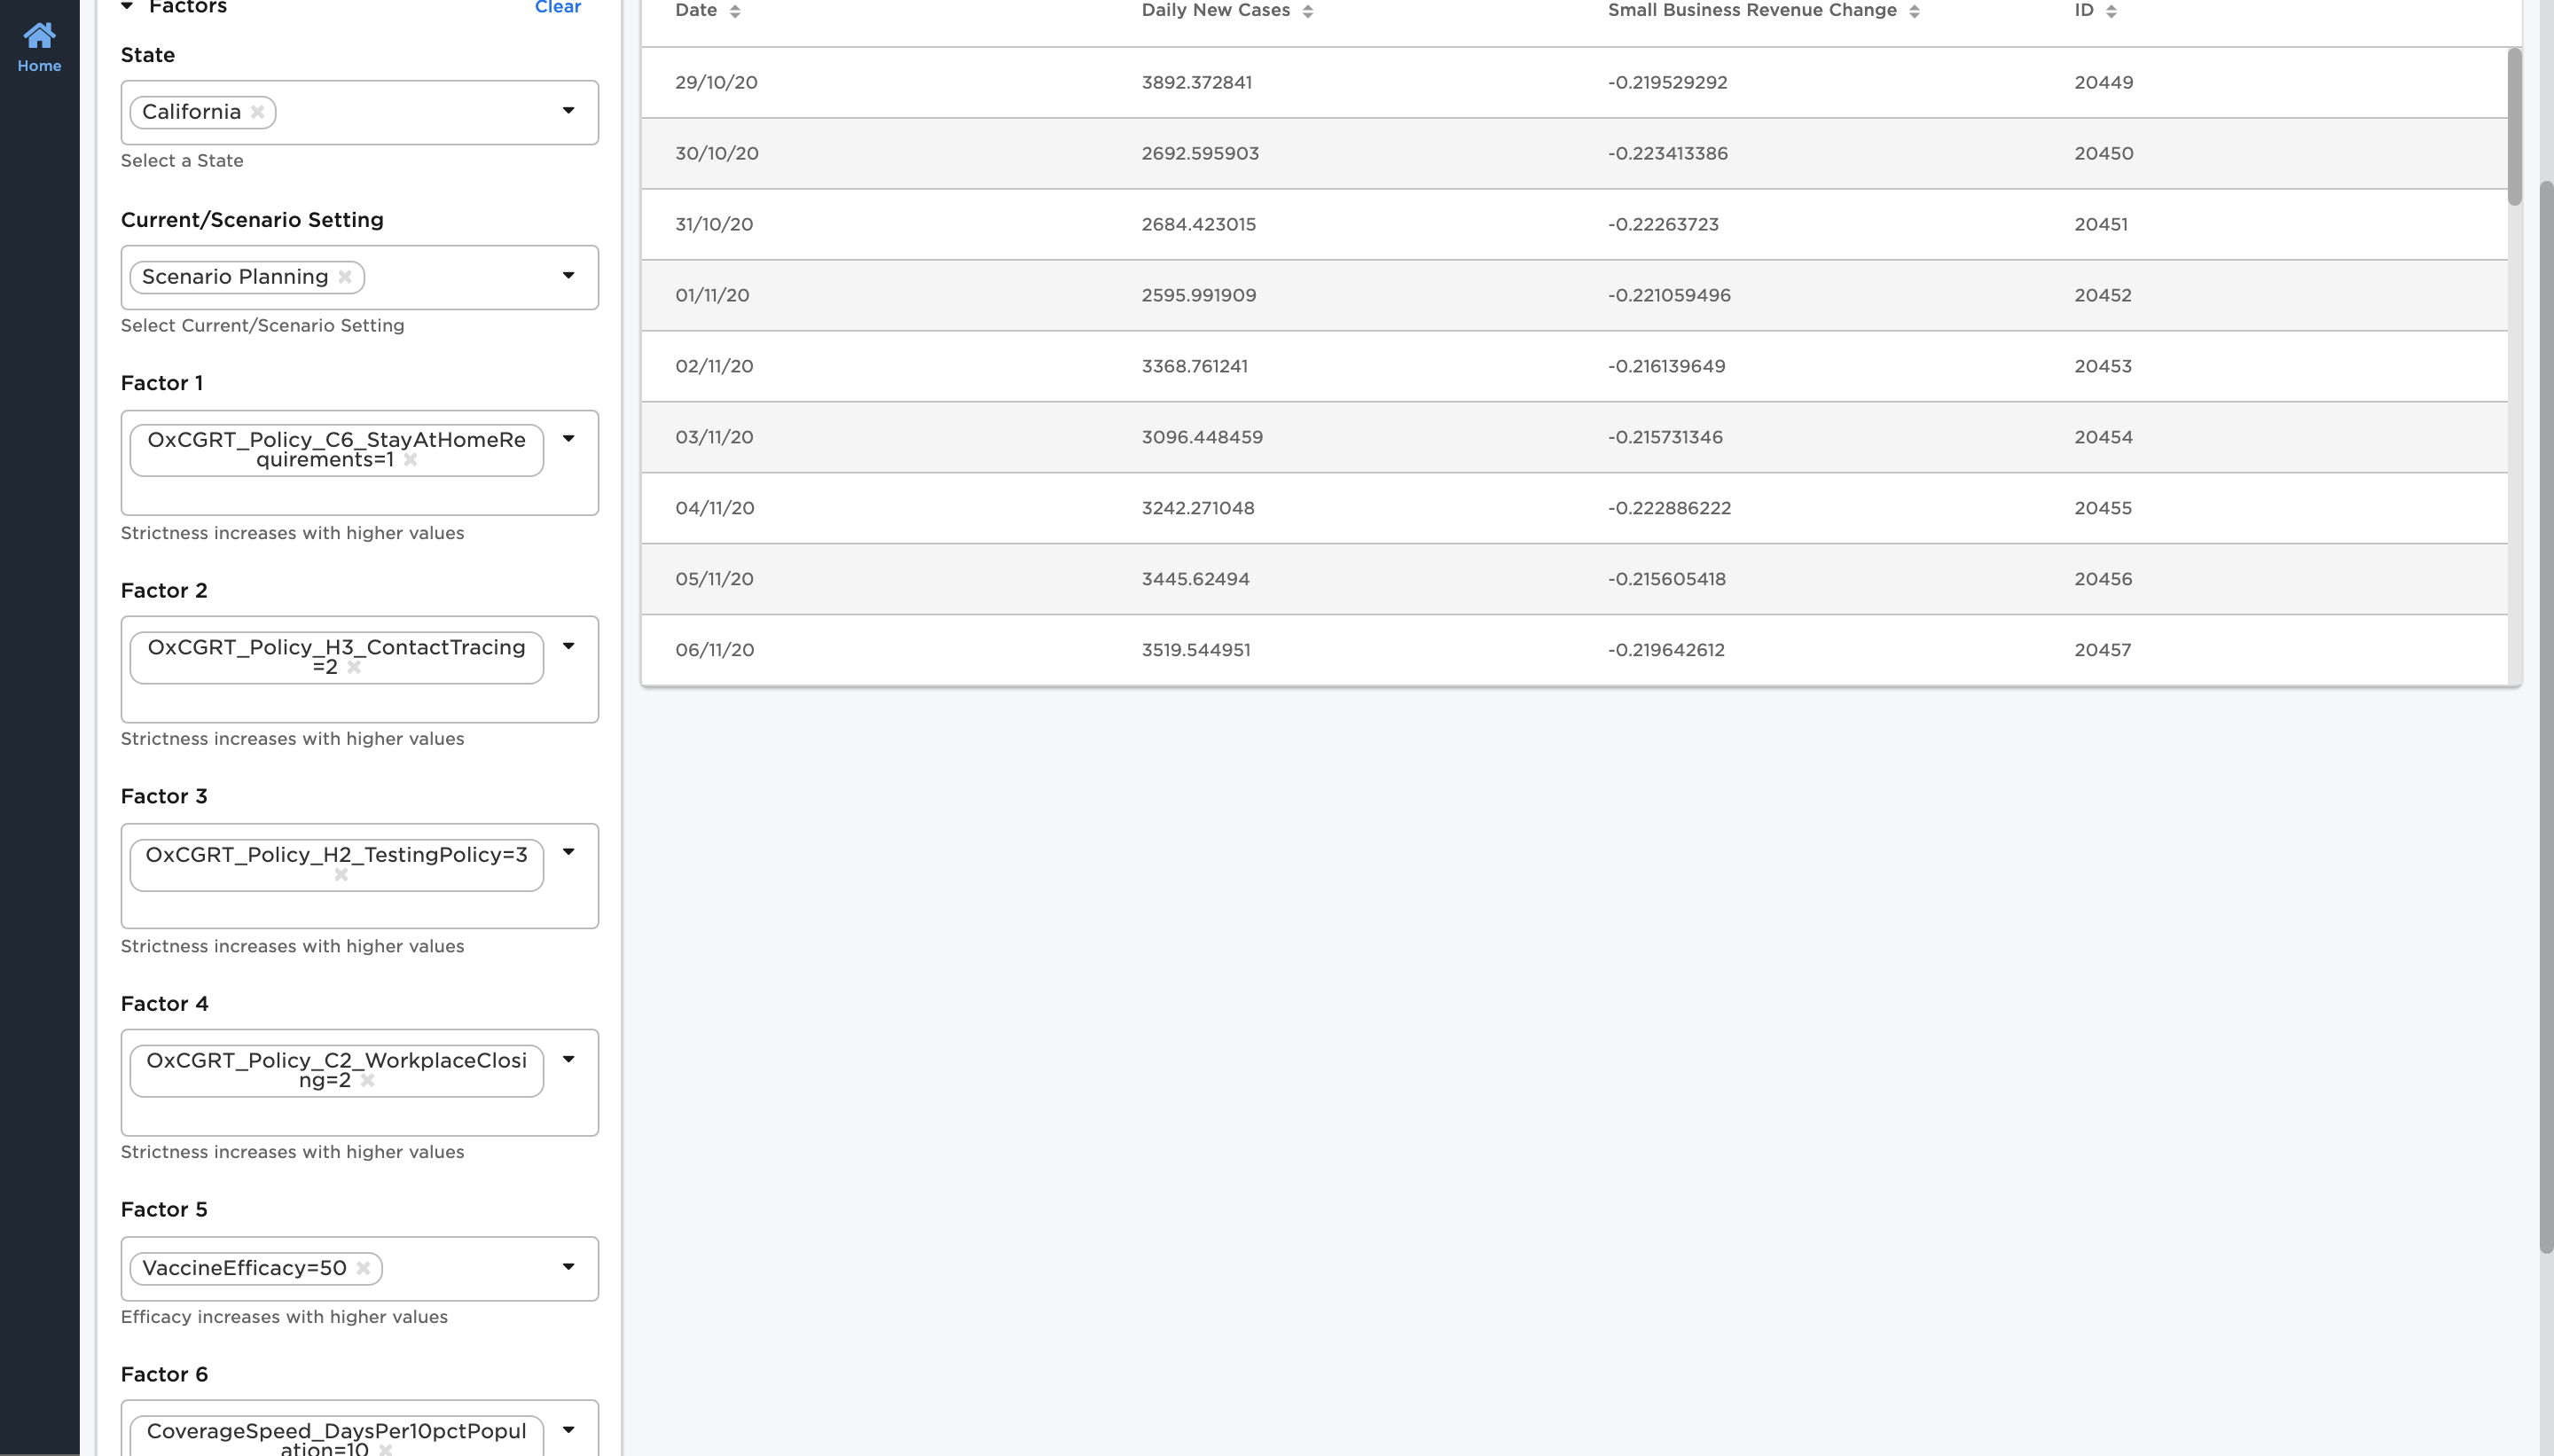 Home
Factors Clear
State
California
Select a State
Current/Scenario Setting
Scenario Planning
Select Current/Scenario Setting
Factor 1
OxCGRT_Policy_C6_StayAtHomeRe
quirements=1
Strictness increases with higher values
Factor 2
OxCGRT_Policy_H3_ContactTracing
=2
Strictness increases with higher values
Factor 3
OxCGRT_Policy_H2_TestingPolicy=3
Strictness increases with higher values
Factor 4
OxCGRT_Policy_C2_WorkplaceClosi
ng=2
Strictness increases with higher values
Factor 5
VaccineEfficacy=50
Efficacy increases with higher values
Factor 6
CoverageSpeed_DaysPer10pctPopul
ation=10
Date Daily New Cases Small Business Revenue Change ID
29/10/20 3892.372841 -0.219529292 20449
30/10/20 2692.595903 -0.223413386 20450
31/10/20 2684.423015 -0.22263723 20451
01/11/20 2595.991909 -0.221059496 20452
02/11/20 3368.761241 -0.216139649 20453
03/11/20 3096.448459 -0.215731346 20454
04/11/20 3242.271048 -0.222886222 20455
05/11/20 3445.62494 -0.215605418 20456
06/11/20 3519.544951 -0.219642612 20457